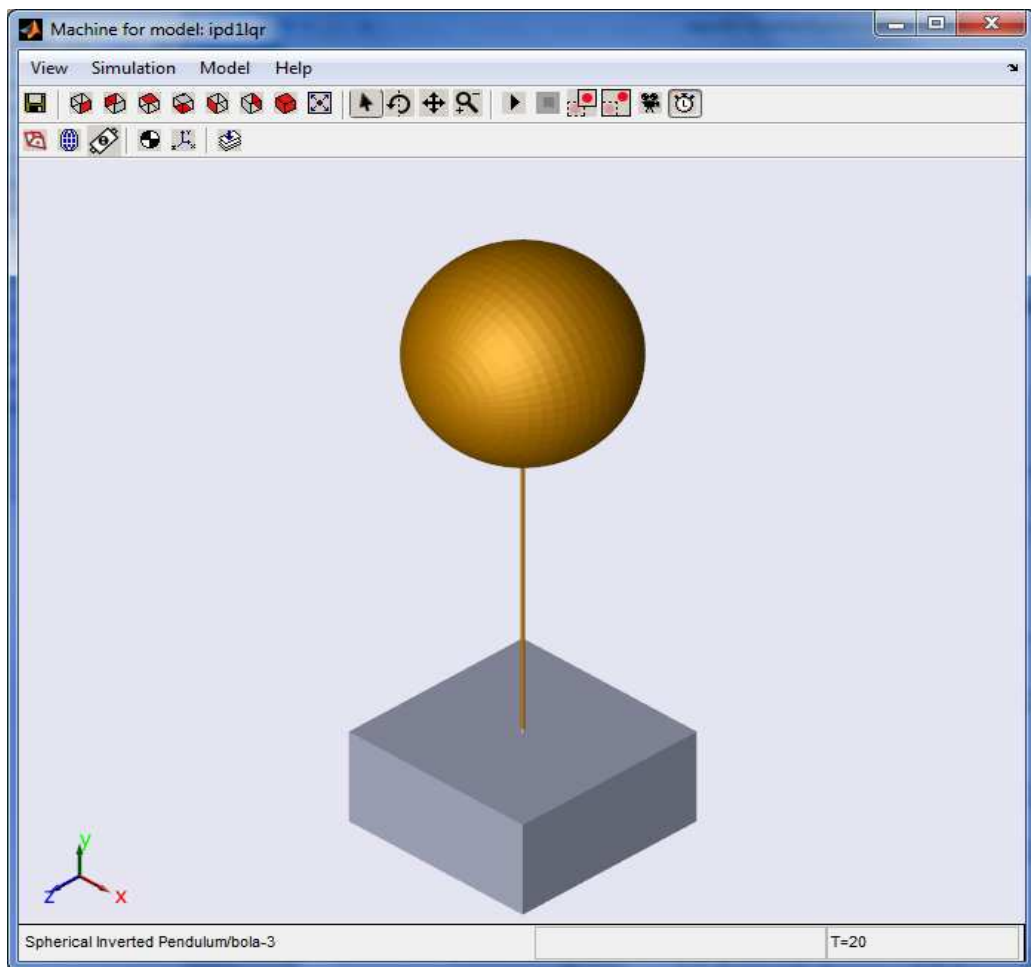 Machine for model: ipd1lqr
View Simulation Model Help
y
z x
Spherical Inverted Pendulum/bola-3 T=20